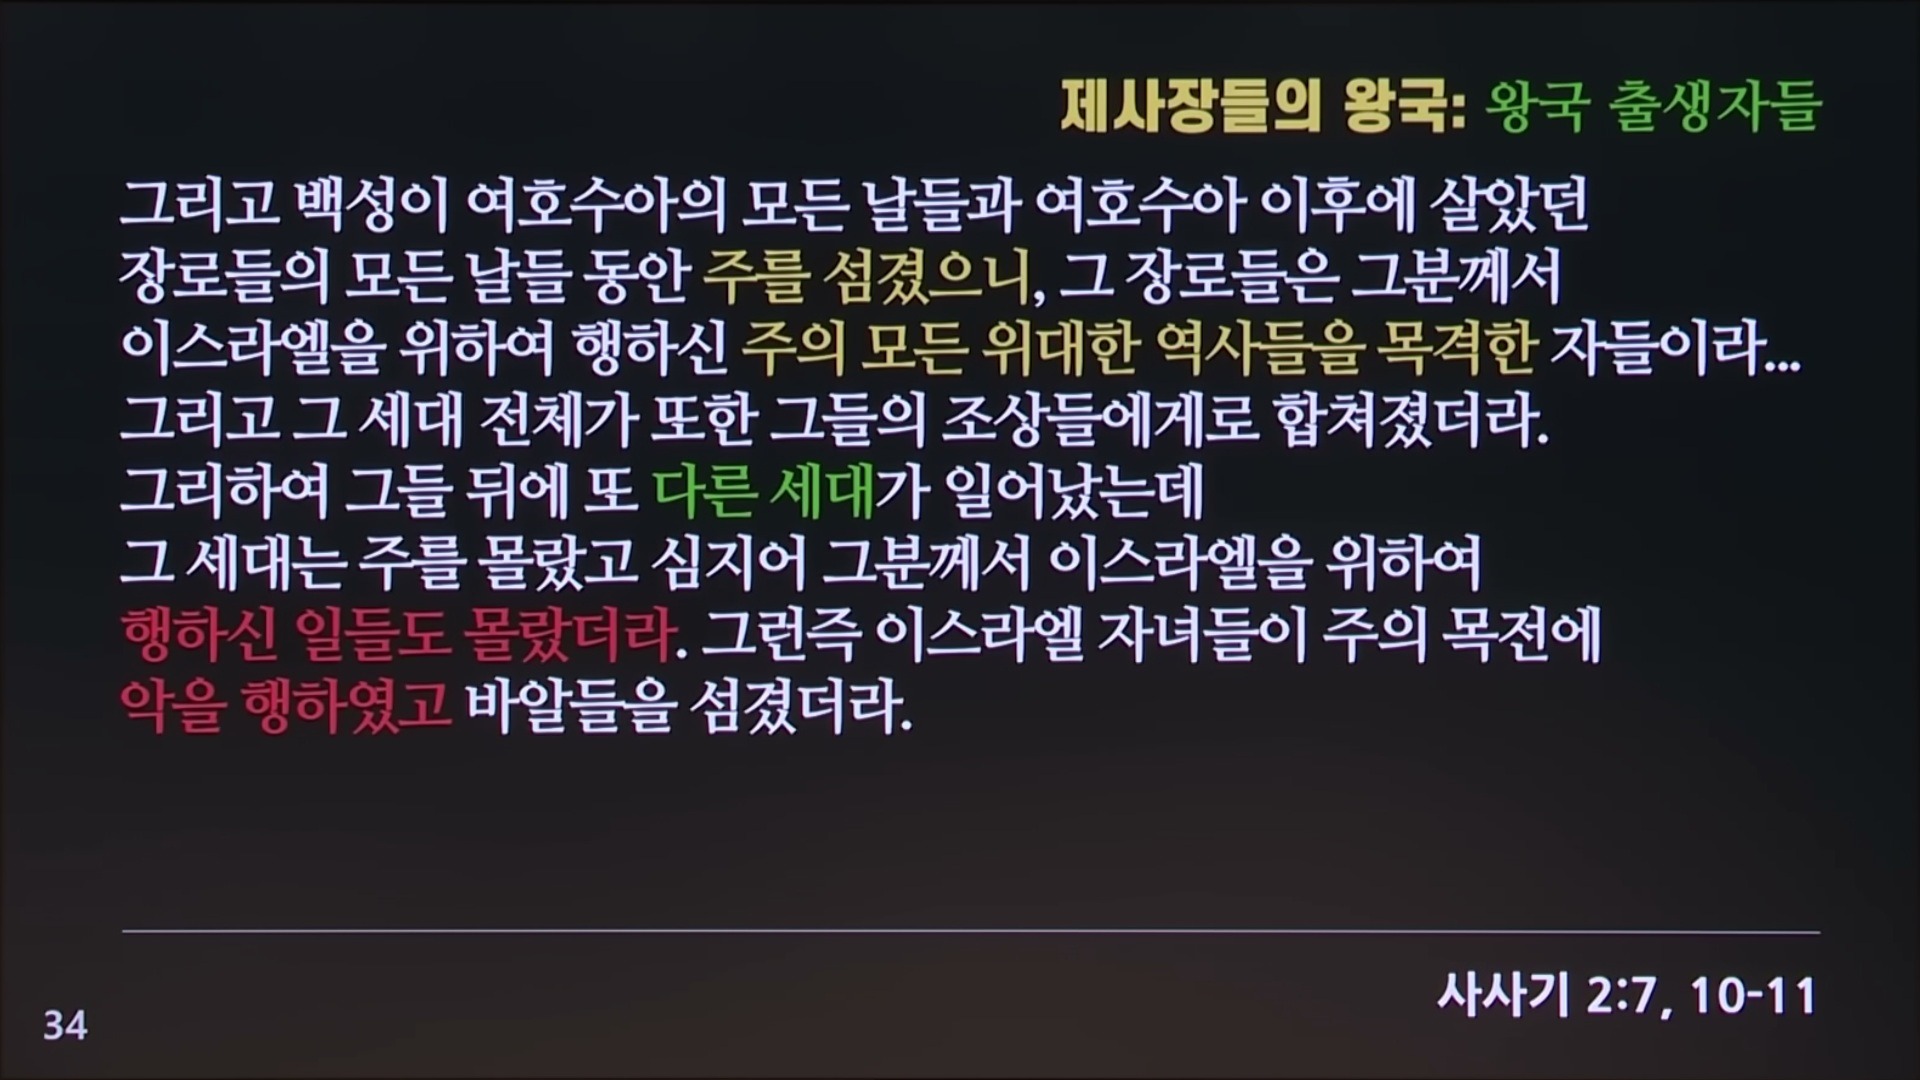 제사장들의 왕국: 왕국 출생자들
그리고 백성이 여호수아의 모든 날들과 여호수아 이후에 살았던
장로들의 모든 날들 동안 주를 섬겼으니, 그 장로들은 그분께서
이스라엘을 위하여 행하신 주의 모든 위대한 역사들을 목격한 자들이라...
그리고 그 세대 전체가 또한 그들의 조상들에게로 합쳐졌더라.
그리하여 그들 뒤에 또 다른 세대가 일어났는데
그 세대는 주를 몰랐고 심지어 그분께서 이스라엘을 위하여
행하신 일들도 몰랐더라. 그런즉 이스라엘 자녀들이 주의 목전에
악을 행하였고 바알들을 섬겼더라.
사사기 2:7, 10-11
34